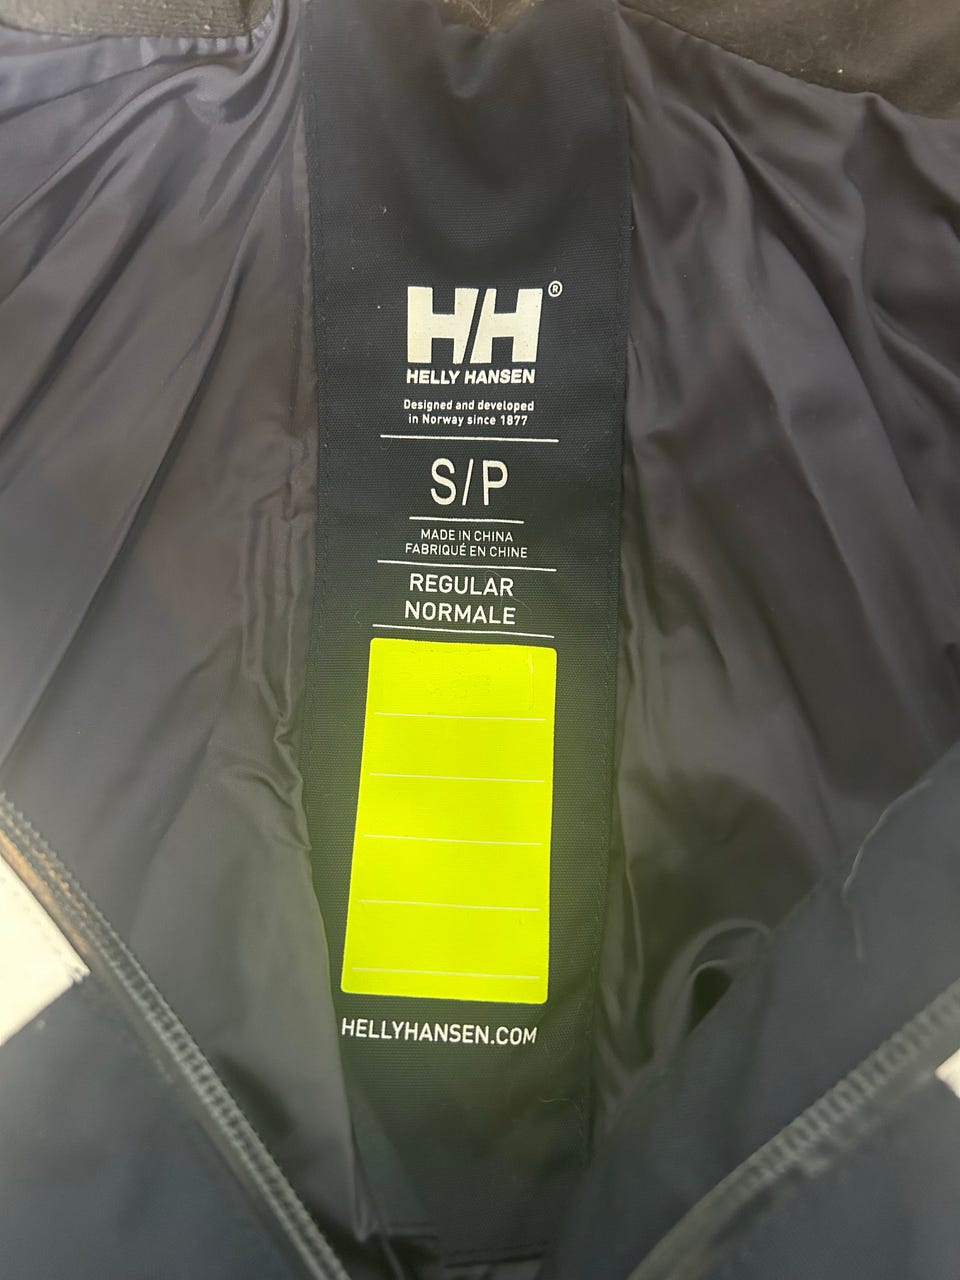 HH®
HELLY HANSEN
Designed and developed
in Norway since 1877
S/P
MADE IN CHINA
FABRIQUÉ EN CHINE
REGULAR
NORMALE
HELLYHANSEN.COM